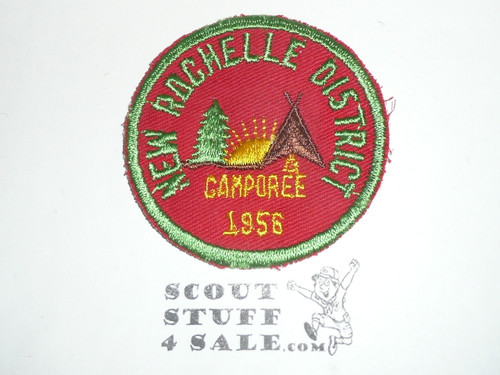 NEW ROCHELLE DISTRICT
CAMPOREE
1956
SCOUT
STUFF
4 SALE.com